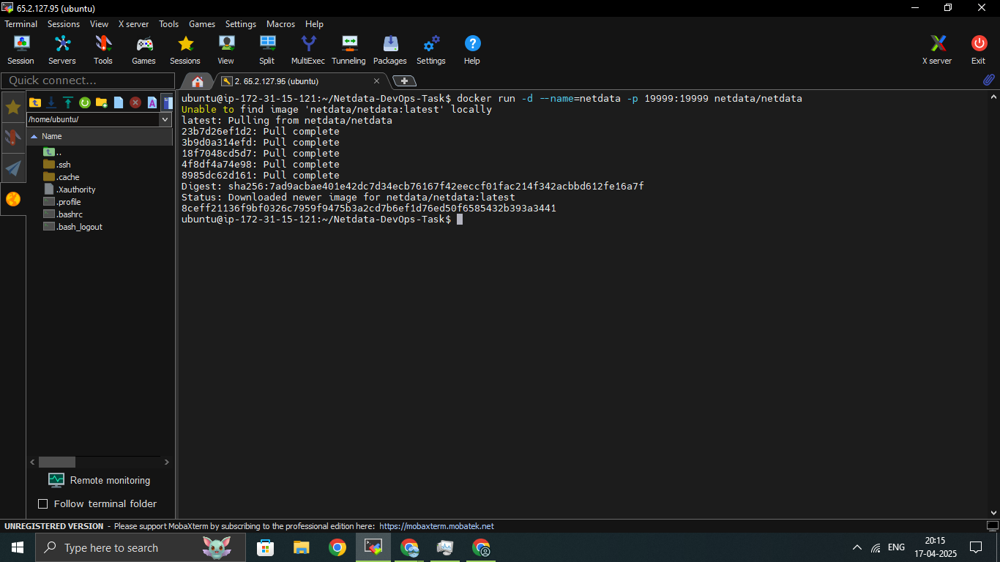 65.2.127.95 (ubuntu)
Terminal Sessions View X server Tools Games Settings Macros Help
Session Servers Tools Games Sessions View Split MultiExec Tunneling Packages Settings Help X server Exit
Quick connect...
2. 65.2.127.95 (ubuntu)
/home/ubuntu/
Name
..
.ssh
.cache
.Xauthority
.profile
.bashrc
.bash_logout
Remote monitoring
Follow terminal folder
ubuntu@ip-172-31-15-121:~/Netdata-DevOps-Task$ docker run -d --name=netdata -p 19999:19999 netdata/netdata
Unable to find image 'netdata/netdata:latest' locally
latest: Pulling from netdata/netdata
23b7d26ef1d2: Pull complete
3b9d0a314efd: Pull complete
18f7048cd5d7: Pull complete
4f8df4a74e98: Pull complete
8985dc62d161: Pull complete
Digest: sha256:7ad9acbae401e42dc7d34ecb76167f42eeccf01fac214f342acbbd612fe16a7f
Status: Downloaded newer image for netdata/netdata:latest
8ceff21136f9bf0326c7959f9475b3a2cd7b6ef1d76ed50f6585432b393a3441
ubuntu@ip-172-31-15-121:~/Netdata-DevOps-Task$
UNREGISTERED VERSION - Please support MobaXterm by subscribing to the professional edition here: https://mobaxterm.mobatek.net
Type here to search
ENG
20:15
17-04-2025